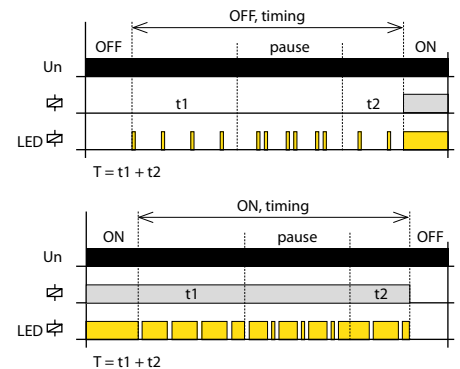 OFF, timing
OFF pause ON
Un
t1 t2
LED
T = t1 + t2
ON, timing
ON pause OFF
Un
t1 t2
LED
T = t1 + t2